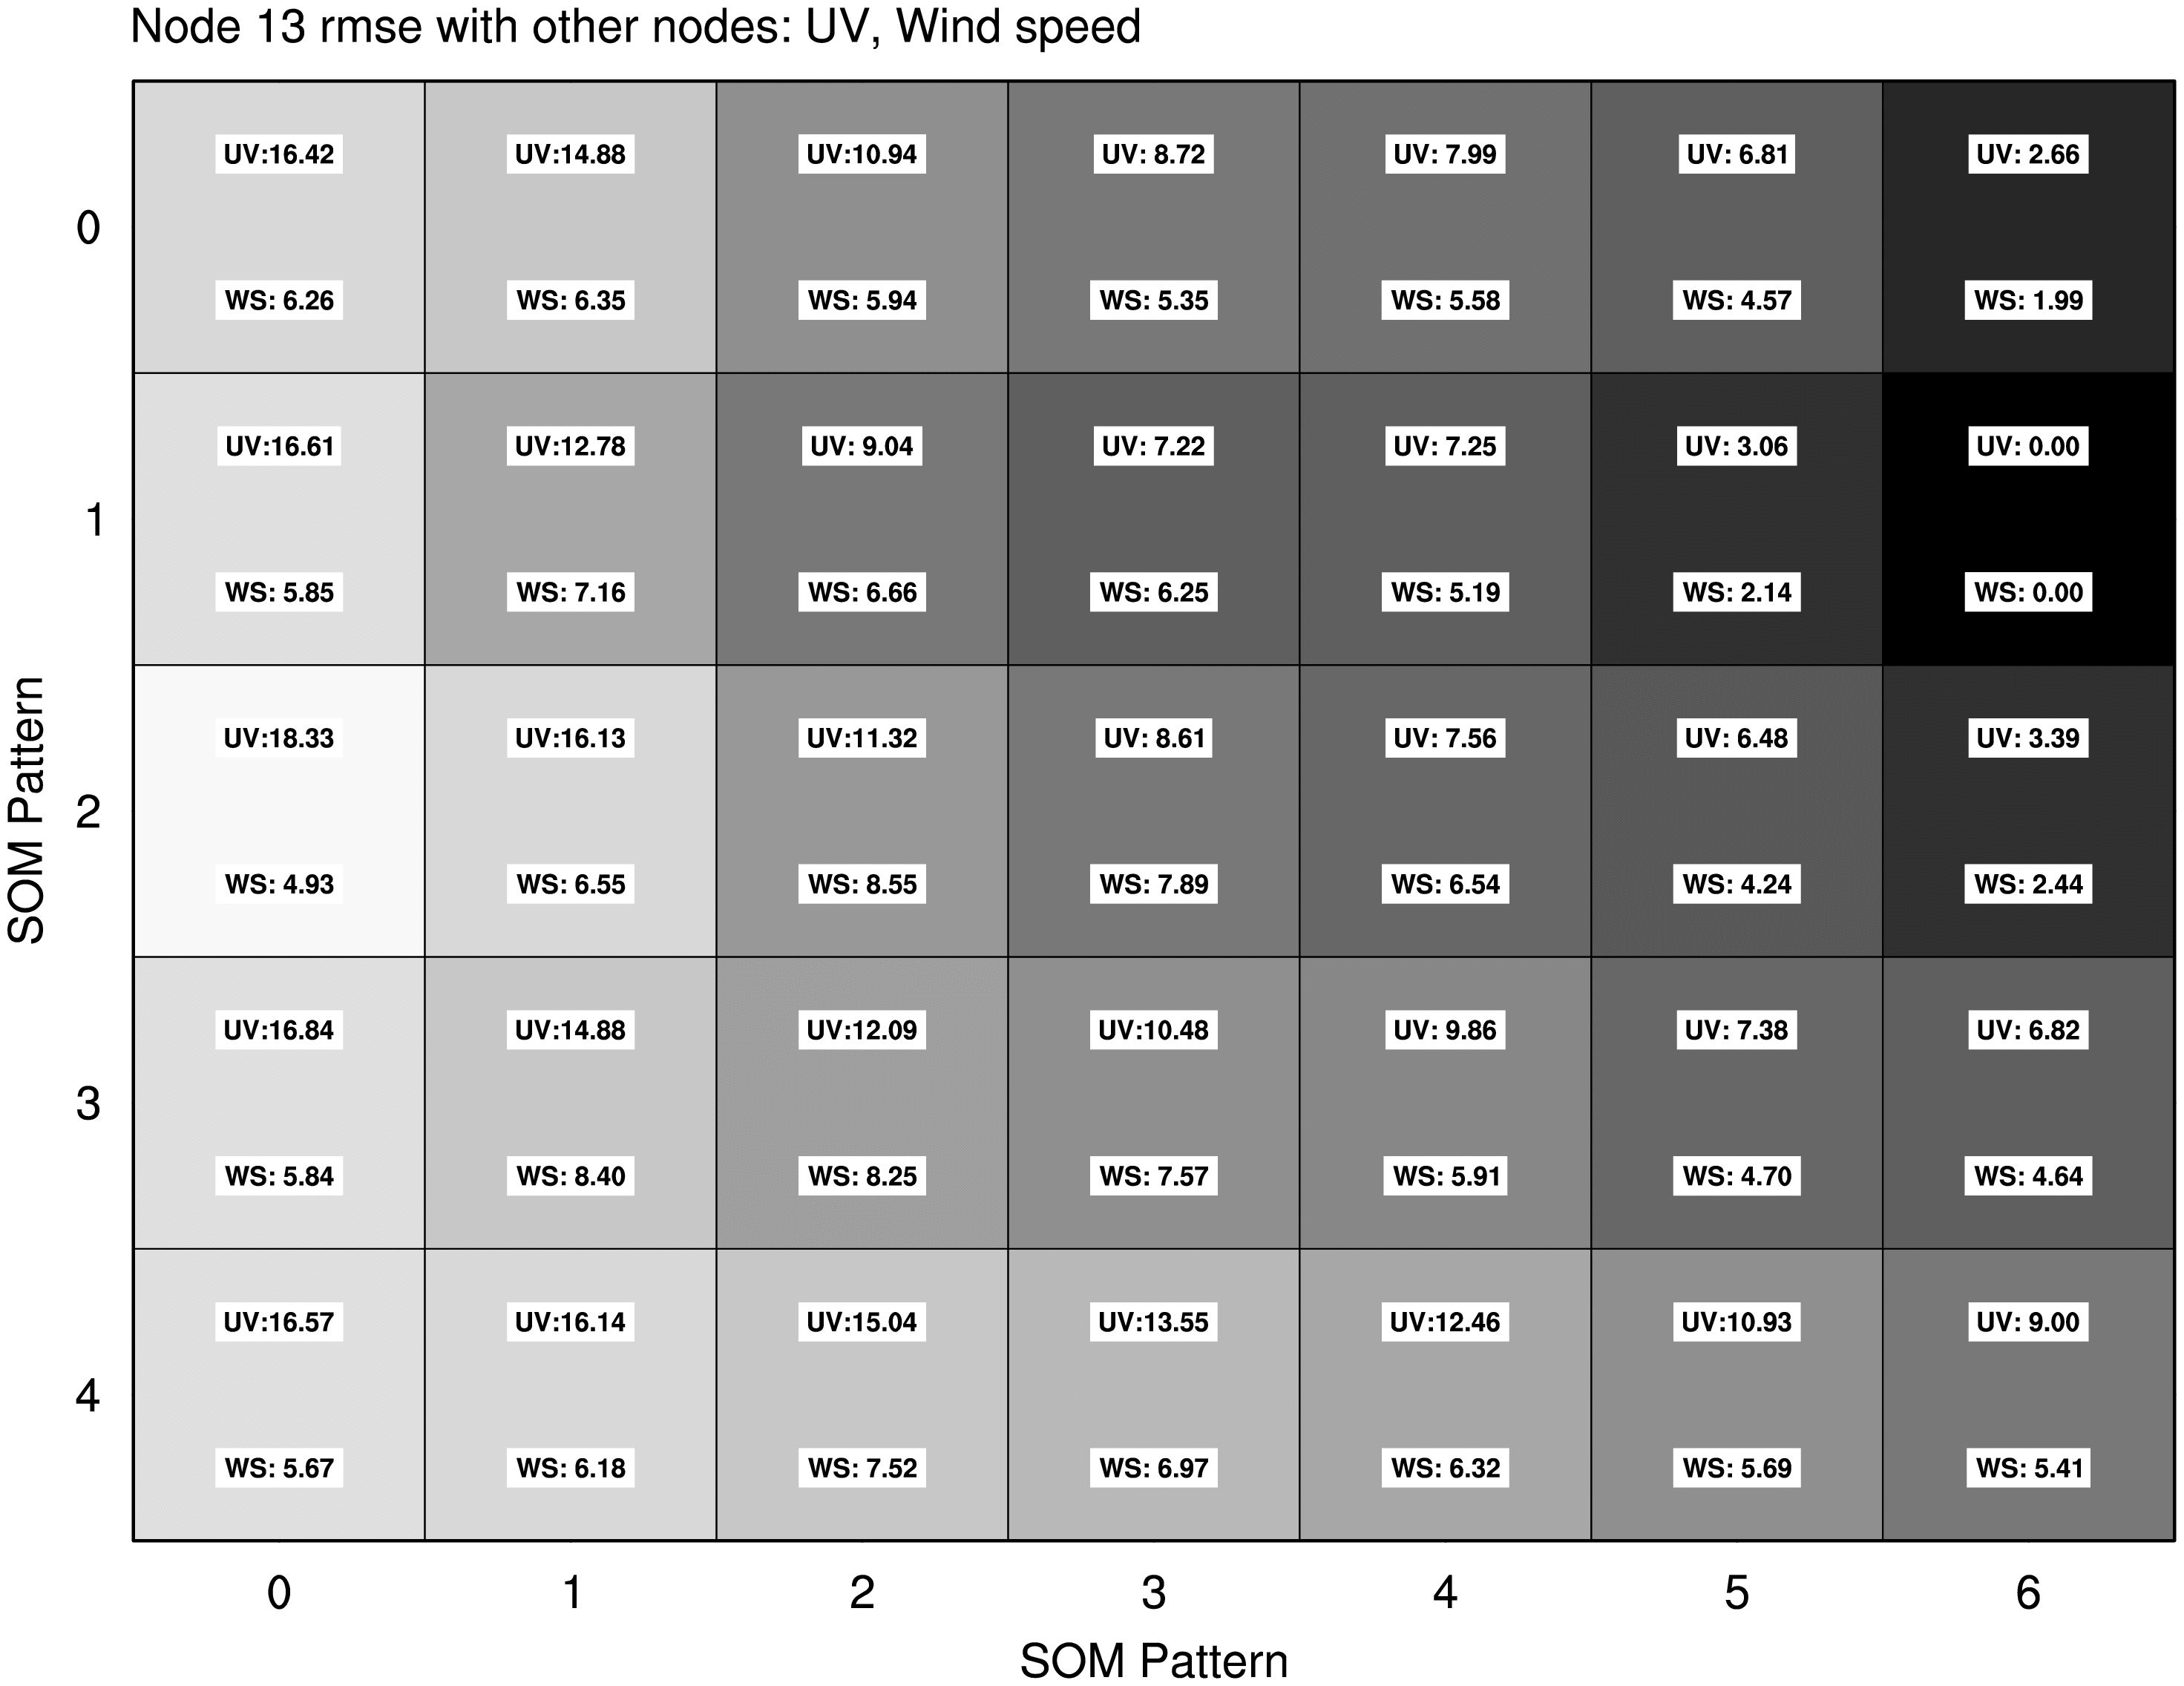 Node 13 rmse with other nodes: UV, Wind speed
UV:16.42 UV:14.88 UV:10.94 UV: 8.72 UV: 7.99 UV: 6.81 UV: 2.66
0
WS: 6.26 WS: 6.35 WS: 5.94 WS: 5.35 WS: 5.58 WS: 4.57 WS: 1.99
UV:16.61 UV:12.78 UV: 9.04 UV: 7.22 UV: 7.25 UV: 3.06 UV: 0.00
1
WS: 5.85 WS: 7.16 WS: 6.66 WS: 6.25 WS: 5.19 WS: 2.14 WS: 0.00
SOM Pattern
UV:18.33 UV:16.13 UV:11.32 UV: 8.61 UV: 7.56 UV: 6.48 UV: 3.39
2
WS: 4.93 WS: 6.55 WS: 8.55 WS: 7.89 WS: 6.54 WS: 4.24 WS: 2.44
UV:16.84 UV:14.88 UV:12.09 UV:10.48 UV: 9.86 UV: 7.38 UV: 6.82
3
WS: 5.84 WS: 8.40 WS: 8.25 WS: 7.57 WS: 5.91 WS: 4.70 WS: 4.64
UV:16.57 UV:16.14 UV:15.04 UV:13.55 UV:12.46 UV:10.93 UV: 9.00
4
WS: 5.67 WS: 6.18 WS: 7.52 WS: 6.97 WS: 6.32 WS: 5.69 WS: 5.41
0 1 2 3 4 5 6
SOM Pattern